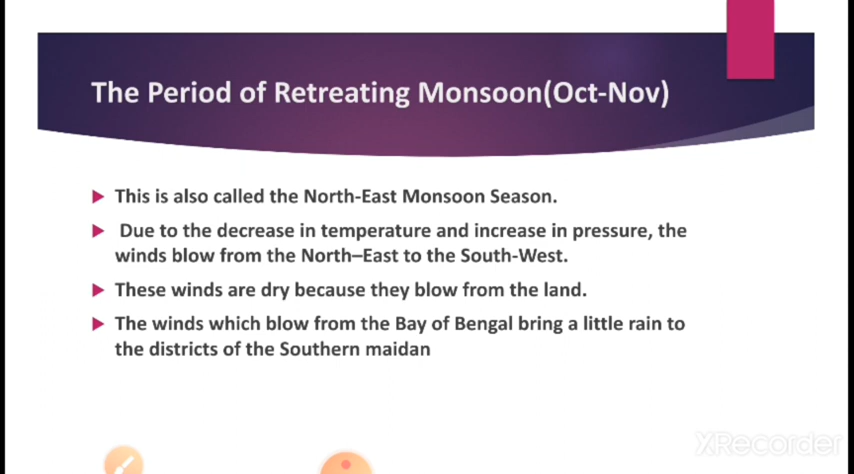 The Period of Retreating Monsoon(Oct-Nov)
This is also called the North-East Monsoon Season.
Due to the decrease in temperature and increase in pressure, the
winds blow from the North–East to the South-West.
These winds are dry because they blow from the land.
The winds which blow from the Bay of Bengal bring a little rain to
the districts of the Southern maidan
XRecorder